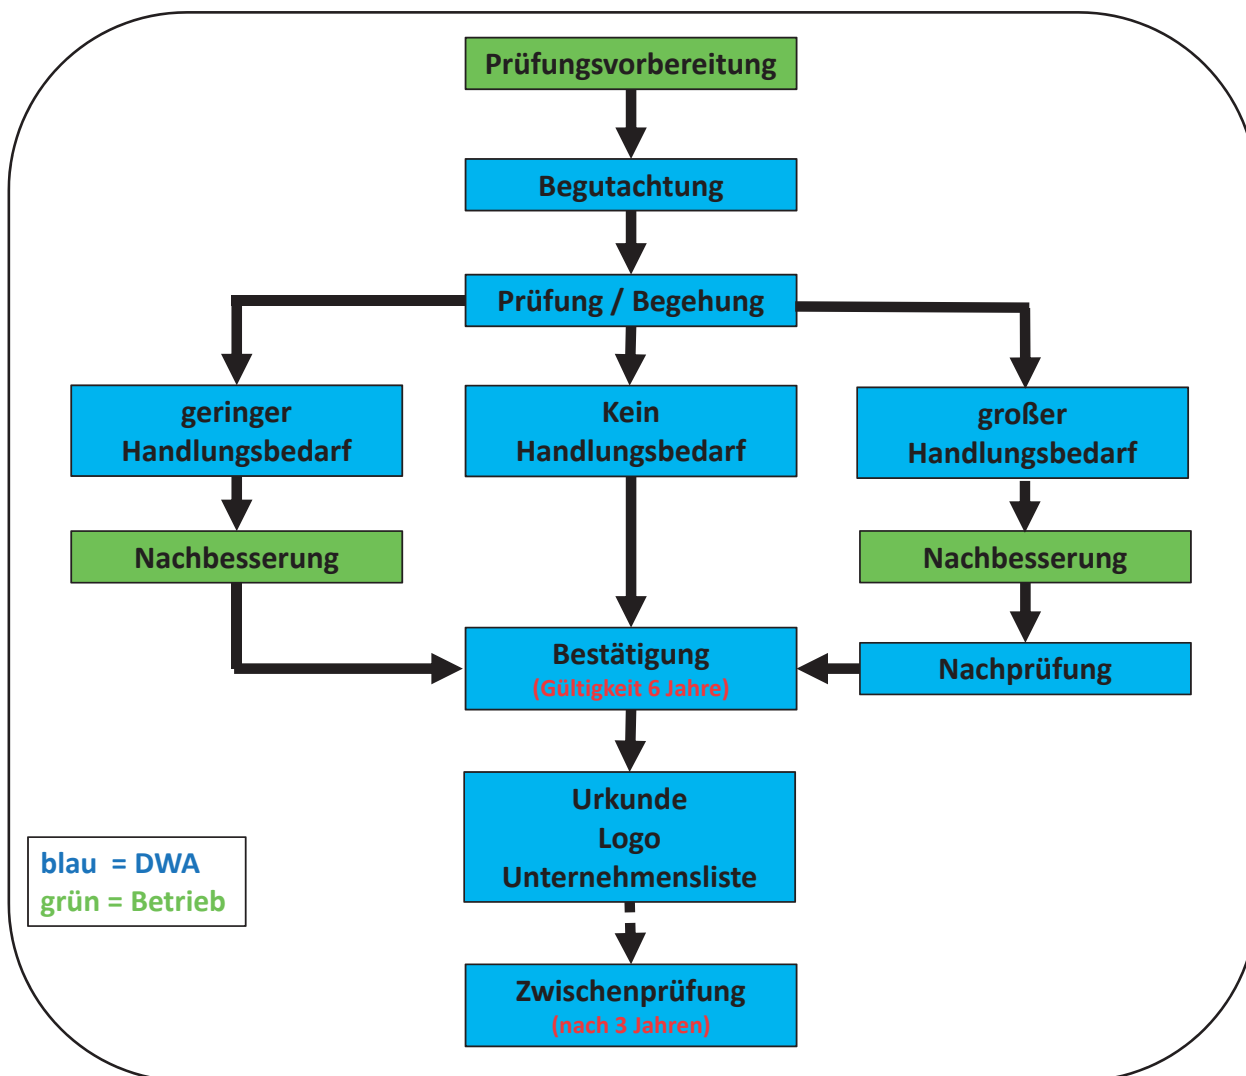 Prüfungsvorbereitung
Begutachtung
Prüfung / Begehung
geringer
Handlungsbedarf
Kein
Handlungsbedarf
großer
Handlungsbedarf
Nachbesserung
Nachbesserung
Bestätigung
(Gültigkeit 6 Jahre)
Nachprüfung
Urkunde
Logo
Unternehmensliste
blau = DWA
grün = Betrieb
Zwischenprüfung
(nach 3 Jahren)